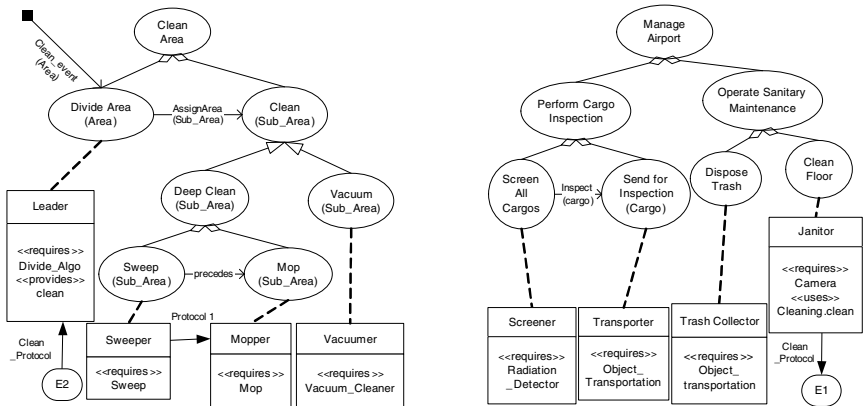 Clean
Area
Clean_event
(Area)
Divide Area
(Area)
AssignArea
(Sub_Area)
Clean
(Sub_Area)
Deep Clean
(Sub_Area)
Vacuum
(Sub_Area)
Leader
<<requires>>
Divide_Algo
<<provides>>
clean
Sweep
(Sub_Area)
precedes
Mop
(Sub_Area)
Clean
_Protocol
E2
Protocol 1
Sweeper
<<requires>>
Sweep
Mopper
<<requires>>
Mop
Vacuumer
<<requires>>
Vacuum_Cleaner
Manage
Airport
Perform Cargo
Inspection
Operate Sanitary
Maintenance
Screen
All
Cargos
Inspect
(cargo)
Send for
Inspection
(Cargo)
Dispose
Trash
Clean
Floor
Janitor
<<requires>>
Camera
<<uses>>
Cleaning.clean
Screener
<<requires>>
Radiation
_Detector
Transporter
<<requires>>
Object_
Transportation
Trash Collector
<<requires>>
Object_
transportation
Clean
_Protocol
E1